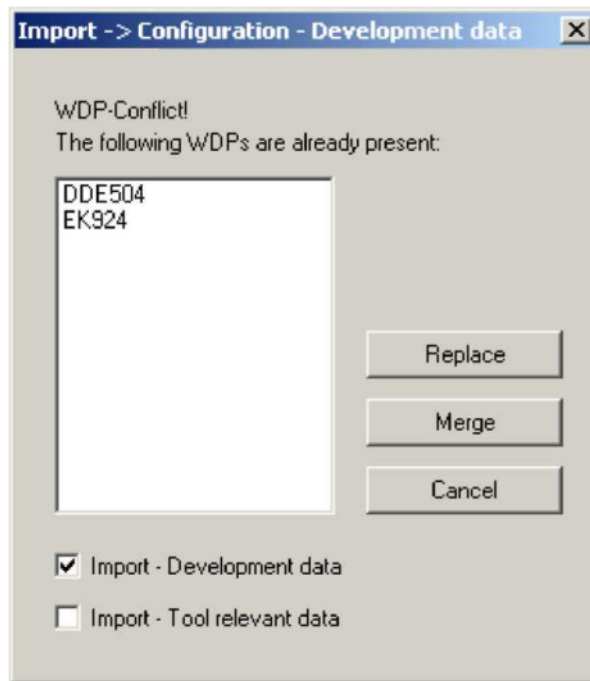 Import -> Configuration - Development data
WDP-Conflict!
The following WDPs are already present:
DDE504
EK924
Replace
Merge
Cancel
Import - Development data
Import - Tool relevant data